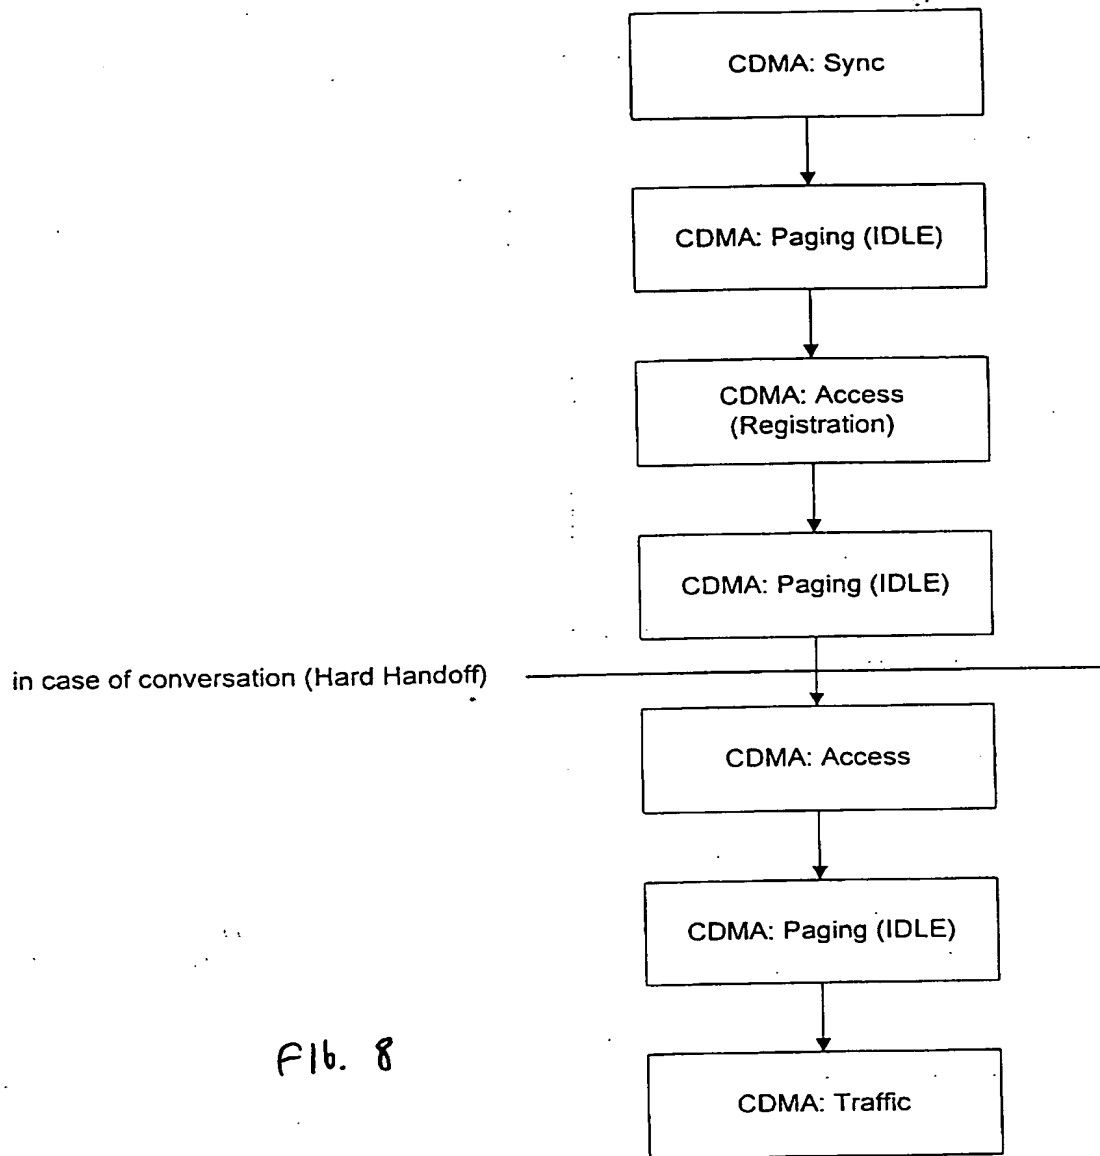 CDMA: Sync
CDMA: Paging (IDLE)
CDMA: Access
(Registration)
CDMA: Paging (IDLE)
in case of conversation (Hard Handoff)
CDMA: Access
CDMA: Paging (IDLE)
CDMA: Traffic
FIG. 8